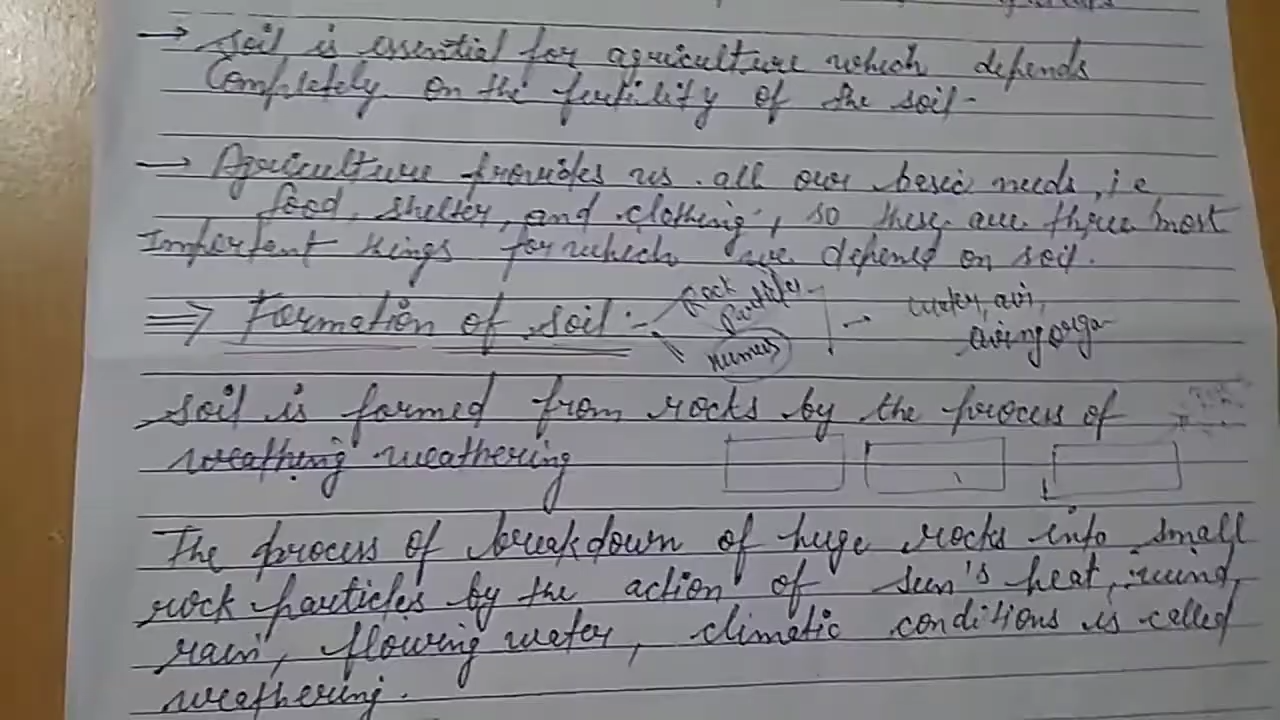 → Soil is essential for agriculture which depends
Completely on the fertility of the soil-
→ Agriculture provides us all our basic needs, i.e
food, shelter, and clothing, so these are three most
Important things for which we depend on soil.
⇒ Formation of soil :-
Rock
Particles
Humus
water, air,
Soil is formed from rocks by the process of
weathing weathering
The process of breakdown of huge rocks into small
rock particles by the action of sun's heat, wind,
rain, flowing water, climatic conditions is called
weathering.